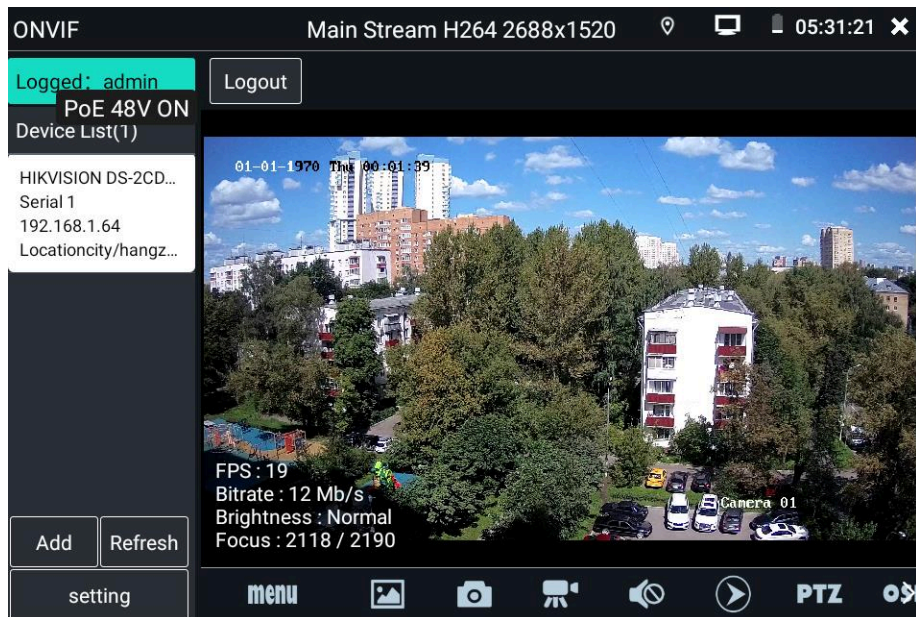 ONVIF
Main Stream H264 2688x1520
05:31:21
Logged: admin
Logout
PoE 48V ON
Device List(1)
HIKVISION DS-2CD...
Serial 1
192.168.1.64
Locationcity/hangz...
01-01-1970 Thu 00:01:39
FPS : 19
Bitrate : 12 Mb/s
Brightness : Normal
Focus : 2118 / 2190
Camera 01
Add
Refresh
setting
menu
PTZ